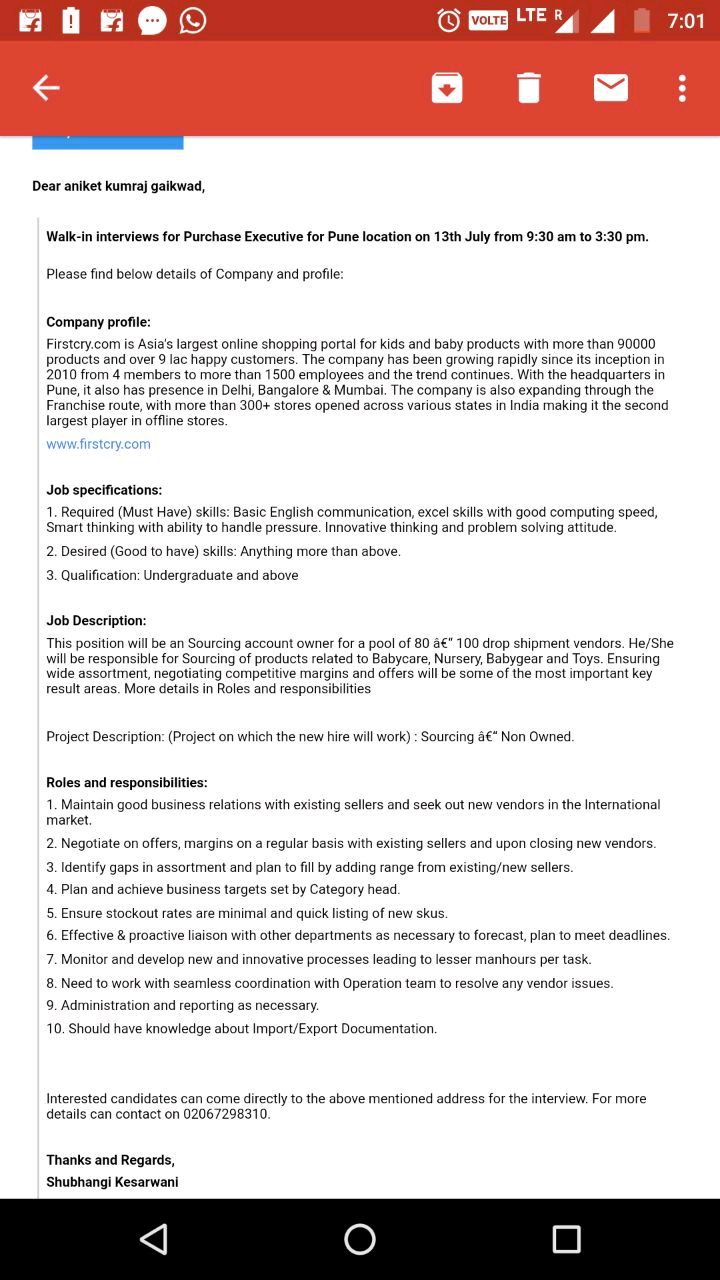 VOLTE LTE R 7:01
Dear aniket kumraj gaikwad,
Walk-in interviews for Purchase Executive for Pune location on 13th July from 9:30 am to 3:30 pm.
Please find below details of Company and profile:
Company profile:
Firstcry.com is Asia's largest online shopping portal for kids and baby products with more than 90000
products and over 9 lac happy customers. The company has been growing rapidly since its inception in
2010 from 4 members to more than 1500 employees and the trend continues. With the headquarters in
Pune, it also has presence in Delhi, Bangalore & Mumbai. The company is also expanding through the
Franchise route, with more than 300+ stores opened across various states in India making it the second
largest player in offline stores.
www.firstcry.com
Job specifications:
1. Required (Must Have) skills: Basic English communication, excel skills with good computing speed,
Smart thinking with ability to handle pressure. Innovative thinking and problem solving attitude.
2. Desired (Good to have) skills: Anything more than above.
3. Qualification: Undergraduate and above
Job Description:
This position will be an Sourcing account owner for a pool of 80 â€“ 100 drop shipment vendors. He/She
will be responsible for Sourcing of products related to Babycare, Nursery, Babygear and Toys. Ensuring
wide assortment, negotiating competitive margins and offers will be some of the most important key
result areas. More details in Roles and responsibilities
Project Description: (Project on which the new hire will work) : Sourcing â€“ Non Owned.
Roles and responsibilities:
1. Maintain good business relations with existing sellers and seek out new vendors in the International
market.
2. Negotiate on offers, margins on a regular basis with existing sellers and upon closing new vendors.
3. Identify gaps in assortment and plan to fill by adding range from existing/new sellers.
4. Plan and achieve business targets set by Category head.
5. Ensure stockout rates are minimal and quick listing of new skus.
6. Effective & proactive liaison with other departments as necessary to forecast, plan to meet deadlines.
7. Monitor and develop new and innovative processes leading to lesser manhours per task.
8. Need to work with seamless coordination with Operation team to resolve any vendor issues.
9. Administration and reporting as necessary.
10. Should have knowledge about Import/Export Documentation.
Interested candidates can come directly to the above mentioned address for the interview. For more
details can contact on 02067298310.
Thanks and Regards,
Shubhangi Kesarwani